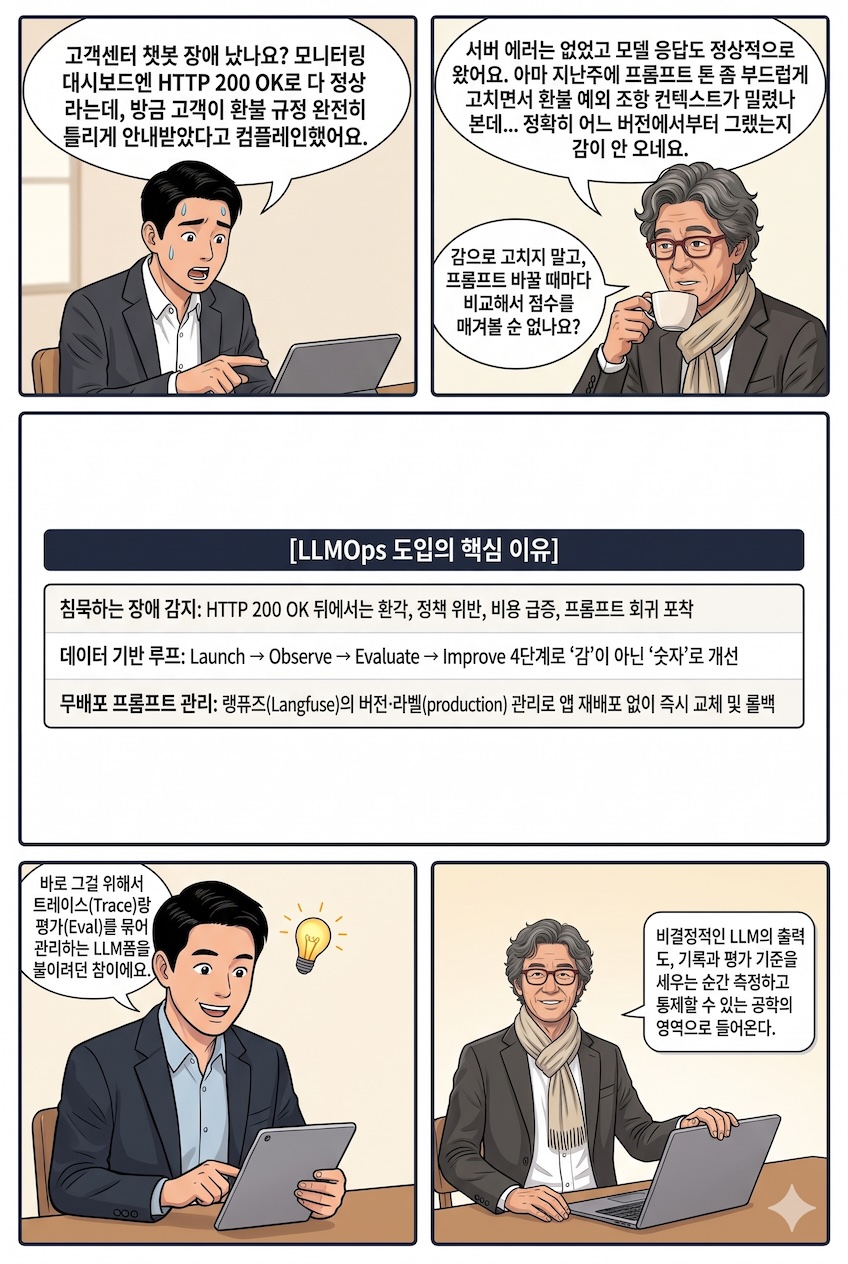 고객센터 챗봇 장애 났나요? 모니터링
대시보드엔 HTTP 200 OK로 다 정상
라는데, 방금 고객이 환불 규정 완전히
틀리게 안내받았다고 컴플레인했어요.
서버 에러는 없었고 모델 응답도 정상적으로
왔어요. 아마 지난주에 프롬프트 톤 좀 부드럽게
고치면서 환불 예외 조항 컨텍스트가 밀렸나
본데... 정확히 어느 버전에서부터 그랬는지
감이 안 오네요.
감으로 고치지 말고,
프롬프트 바꿀 때마다
비교해서 점수를
매겨볼 순 없나요?
[LLMOps 도입의 핵심 이유]
침묵하는 장애 감지: HTTP 200 OK 뒤에서는 환각, 정책 위반, 비용 급증, 프롬프트 회귀 포착
데이터 기반 루프: Launch → Observe → Evaluate → Improve 4단계로 ‘감’이 아닌 ‘숫자’로 개선
무배포 프롬프트 관리: 랭퓨즈(Langfuse)의 버전·라벨(production) 관리로 앱 재배포 없이 즉시 교체 및 롤백
바로 그걸 위해서
트레이스(Trace)랑
평가(Eval)를 묶어
관리하는 LLM폼을
붙이려던 참이에요.
비결정적인 LLM의 출력
도, 기록과 평가 기준을
세우는 순간 측정하고
통제할 수 있는 공학의
영역으로 들어온다.